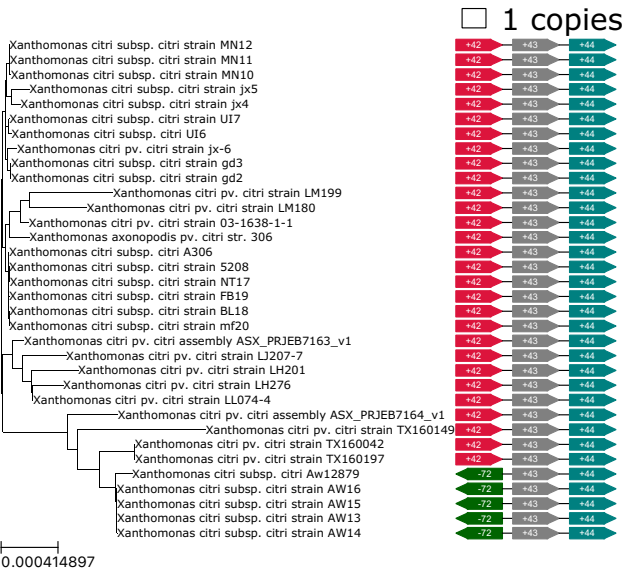 1 copies
Xanthomonas citri subsp. citri strain MN12 +42 +43 +44
Xanthomonas citri subsp. citri strain MN11 +42 +43 +44
Xanthomonas citri subsp. citri strain MN10 +42 +43 +44
Xanthomonas citri subsp. citri strain jx5 +42 +43 +44
Xanthomonas citri subsp. citri strain jx4 +42 +43 +44
Xanthomonas citri subsp. citri strain UI7 +42 +43 +44
Xanthomonas citri subsp. citri UI6 +42 +43 +44
Xanthomonas citri pv. citri strain jx-6 +42 +43 +44
Xanthomonas citri subsp. citri strain gd3 +42 +43 +44
Xanthomonas citri subsp. citri strain gd2 +42 +43 +44
Xanthomonas citri pv. citri strain LM199 +42 +43 +44
Xanthomonas citri pv. citri strain LM180 +42 +43 +44
Xanthomonas citri pv. citri strain 03-1638-1-1 +42 +43 +44
Xanthomonas axonopodis pv. citri str. 306 +42 +43 +44
Xanthomonas citri subsp. citri A306 +42 +43 +44
Xanthomonas citri subsp. citri strain 5208 +42 +43 +44
Xanthomonas citri subsp. citri strain NT17 +42 +43 +44
Xanthomonas citri subsp. citri strain FB19 +42 +43 +44
Xanthomonas citri subsp. citri strain BL18 +42 +43 +44
Xanthomonas citri subsp. citri strain mf20 +42 +43 +44
Xanthomonas citri pv. citri assembly ASX_PRJEB7163_v1 +42 +43 +44
Xanthomonas citri pv. citri strain LJ207-7 +42 +43 +44
Xanthomonas citri pv. citri strain LH201 +42 +43 +44
Xanthomonas citri pv. citri strain LH276 +42 +43 +44
Xanthomonas citri pv. citri strain LL074-4 +42 +43 +44
Xanthomonas citri pv. citri assembly ASX_PRJEB7164_v1 +42 +43 +44
Xanthomonas citri pv. citri strain TX160149 +42 +43 +44
Xanthomonas citri pv. citri strain TX160042 +42 +43 +44
Xanthomonas citri pv. citri strain TX160197 +42 +43 +44
Xanthomonas citri subsp. citri Aw12879 -72 +43 +44
Xanthomonas citri subsp. citri strain AW16 -72 +43 +44
Xanthomonas citri subsp. citri strain AW15 -72 +43 +44
Xanthomonas citri subsp. citri strain AW13 -72 +43 +44
Xanthomonas citri subsp. citri strain AW14 -72 +43 +44
0.000414897